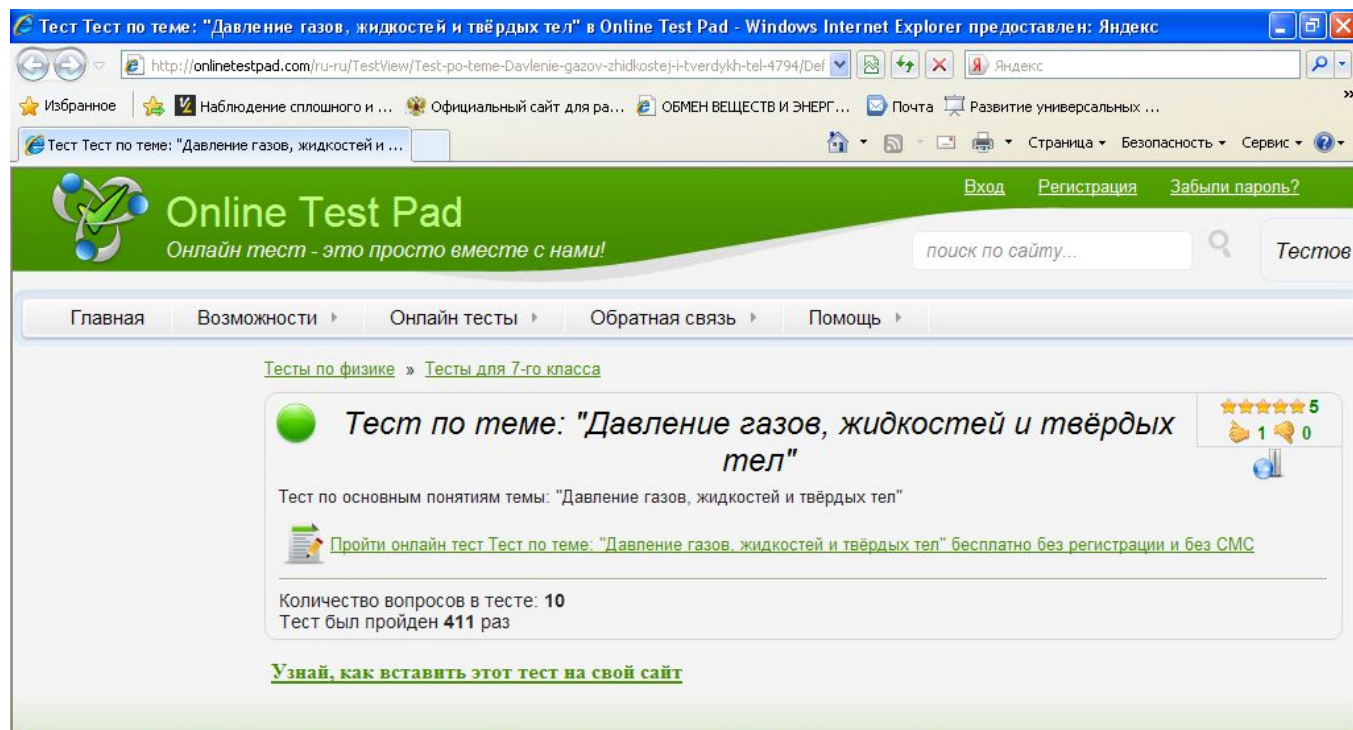 Тест Тест по теме: "Давление газов, жидкостей и твёрдых тел" в Online Test Pad - Windows Internet Explorer предоставлен: Яндекс
http://onlinetestpad.com/ru-ru/TestView/Test-po-teme-Davlenie-gazov-zhidkostej-i-tverdykh-tel-4794/Def Яндекс
Избранное Наблюдение сплошного и ... Официальный сайт для ра... ОБМЕН ВЕЩЕСТВ И ЭНЕРГ... Почта Развитие универсальных ... »
Тест Тест по теме: "Давление газов, жидкостей и ... Страница Безопасность Сервис
Вход Регистрация Забыли пароль?
Online Test Pad
Онлайн тест - это просто вместе с нами! поиск по сайту... Тестов
Главная Возможности Онлайн тесты Обратная связь Помощь
Тесты по физике » Тесты для 7-го класса
Тест по теме: "Давление газов, жидкостей и твёрдых
тел"
5
1 0
Тест по основным понятиям темы: "Давление газов, жидкостей и твёрдых тел"
Пройти онлайн тест Тест по теме: "Давление газов, жидкостей и твёрдых тел" бесплатно без регистрации и без СМС
Количество вопросов в тесте: 10
Тест был пройден 411 раз
Узнай, как вставить этот тест на свой сайт